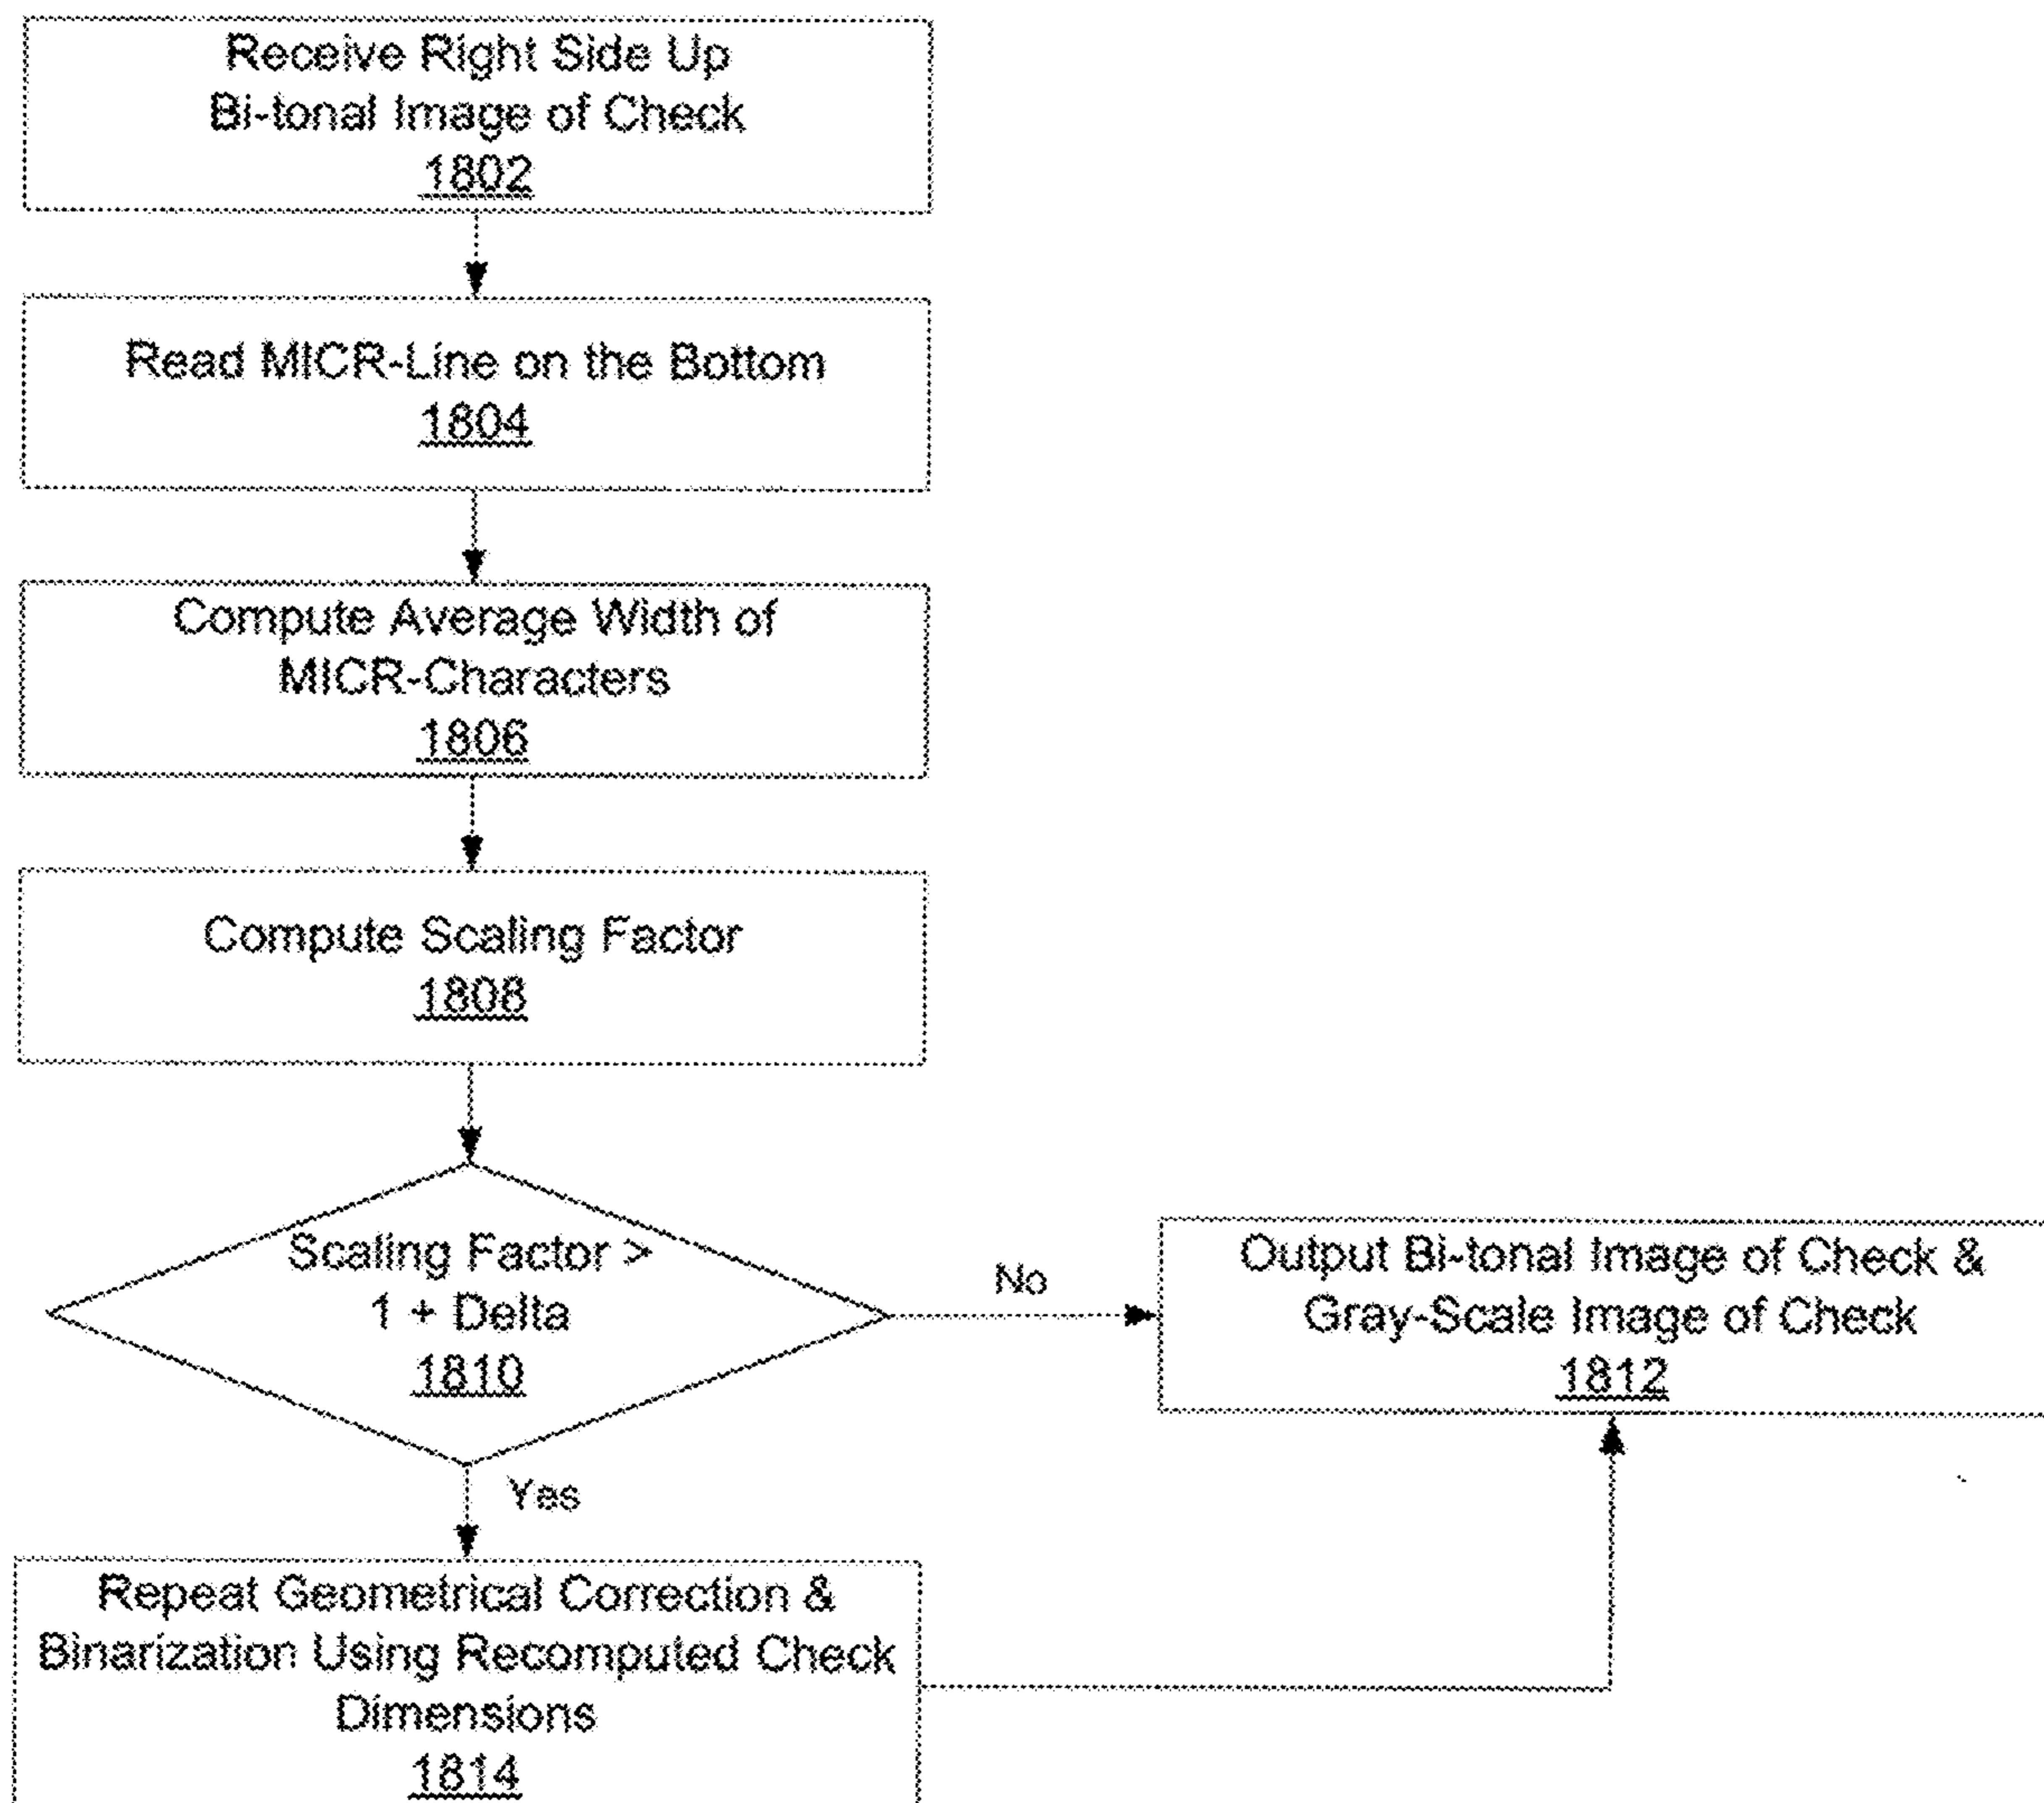 Receive Right Side Up
Bi-tonal Image of Check
1802
Read MICR-Line on the Bottom
1804
Compute Average Width of
MICR-Characters
1806
Compute Scaling Factor
1808
Scaling Factor >
1 + Delta
1810
No
Output Bi-tonal Image of Check &
Gray-Scale Image of Check
1812
Yes
Repeat Geometrical Correction &
Binarization Using Recomputed Check
Dimensions
1814